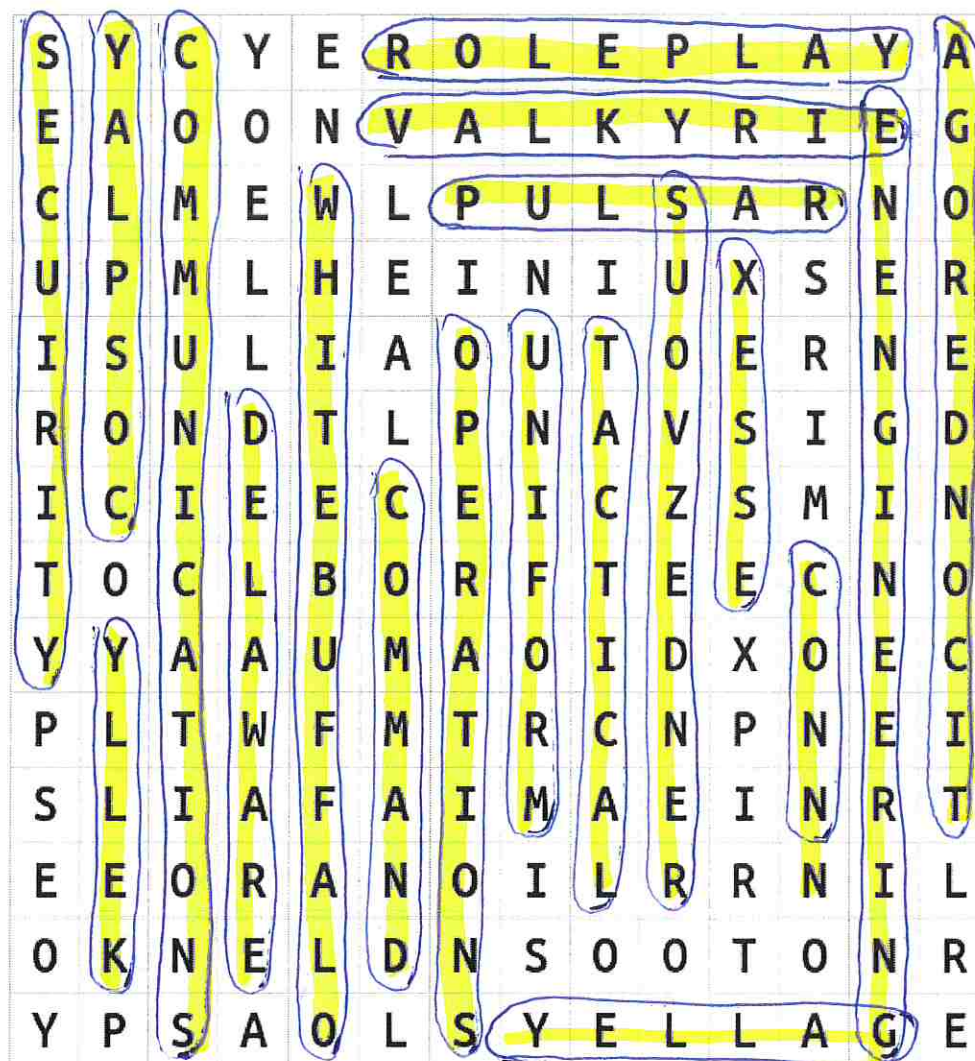 S Y C Y E R O L E P L A Y A
E A O O N V A L K Y R I E G
C L M E W L P U L S A R N O
U P M L H E I N I U X S E R
I S U L I A O U T O E R N E
R O N D T L P N A V S I G D
I C I E E C E I C Z S M I N
T O C L B O R F T E E C N O
Y Y A A U M A O I D X O E C
P L T W F M T R C N P N E I
S L I A F A I M A E I N R T
E E O R A N O I L R R N I L
O K N E L D N S O O T O N R
Y P S A O L S Y E L L A G E